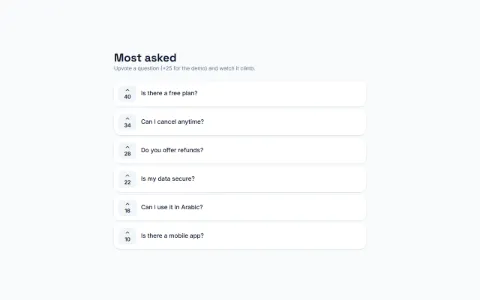 Most asked
Upvote a question (+25 for the demo) and watch it climb.
40
Is there a free plan?
34
Can I cancel anytime?
28
Do you offer refunds?
22
Is my data secure?
16
Can I use it in Arabic?
10
Is there a mobile app?